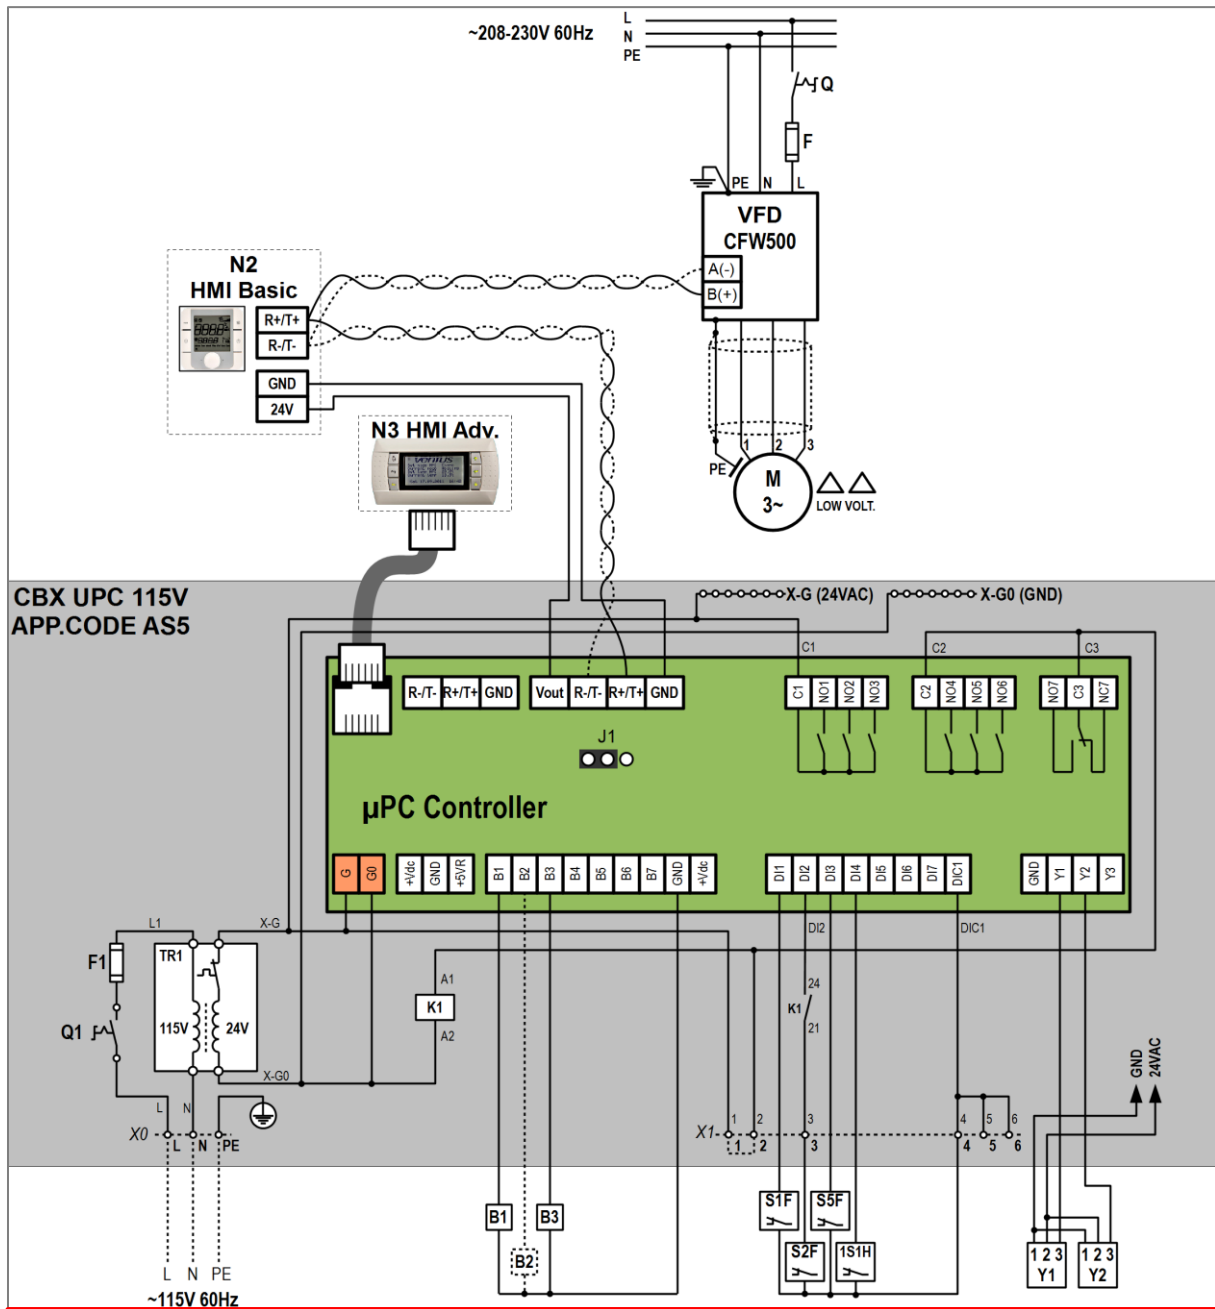 L
~208-230V 60Hz
N
PE
Q
F
PE N L
VFD
CFW500
A(-)
B(+)
N2
HMI Basic
R+/T+
R-/T-
GND
24V
N3 HMI Adv.
1 2 3
PE
M
3~
LOW VOLT.
CBX UPC 115V
APP.CODE AS5
X-G (24VAC)
X-G0 (GND)
C1 C2 C3
R-/T- R+/T+ GND
Vout R-/T- R+/T+ GND
C1 NO1 NO2 NO3
C2 NO4 NO5 NO6
NO7 C3 NC7
J1
µPC Controller
G G0
+Vdc GND +5VR
B1 B2 B3 B4 B5 B6 B7 GND +Vdc
DI1 DI2 DI3 DI4 DI5 DI6 DI7 DIC1
GND Y1 Y2 Y3
L1
X-G
DI2
DIC1
F1
TR1
A1
K1
A2
24
K1
21
Q1
115V
24V
X-G0
GND
24VAC
L N
X0
L N PE
1 2 3 4 5 6
X1
1 2 3 4 5 6
B1
B3
B2
S1F
S5F
S2F
1S1H
1 2 3
Y1
1 2 3
Y2
L N PE
~115V 60Hz